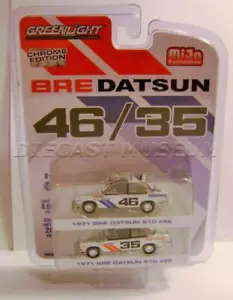 GREENLIGHT
CHROME EDITION
MiJo
Exclusives
BRE DATSUN
46/35
DIECAST MUSEUM
46
1971 BRE DATSUN 510 #46
35
1971 BRE DATSUN 510 #35